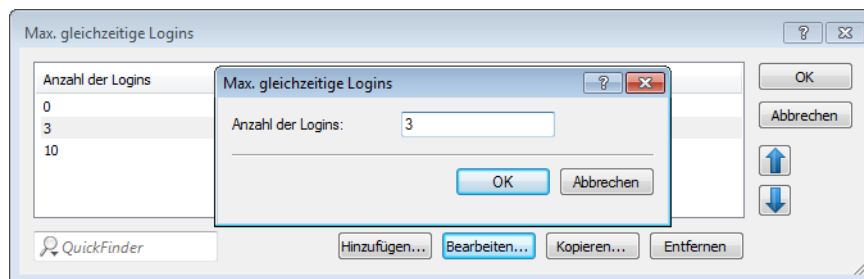 Max. gleichzeitige Logins
Anzahl der Logins
0
3
10
Max. gleichzeitige Logins
Anzahl der Logins:
3
OK
Abbrechen
OK
Abbrechen
QuickFinder
Hinzufügen...
Bearbeiten...
Kopieren...
Entfernen